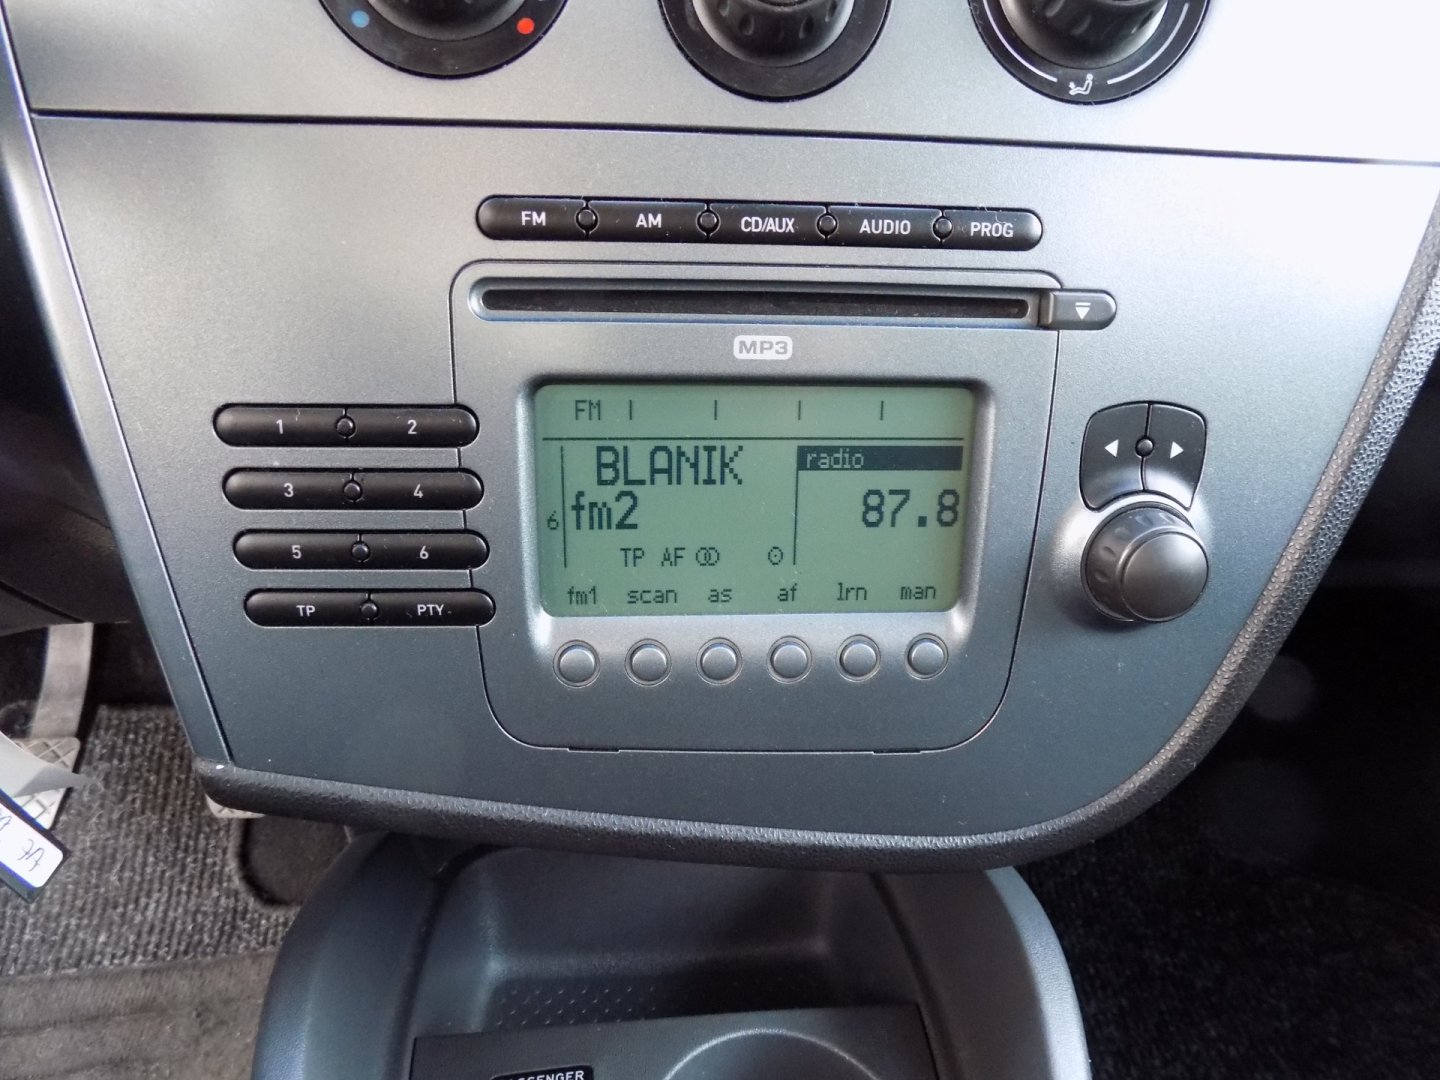 FM AM CD/AUX AUDIO PROG
MP3
1 2
3 4
5 6
TP PTY
FM
BLANIK radio
6 fm2 87.8
TP AF
fm1 scan as af lrn man